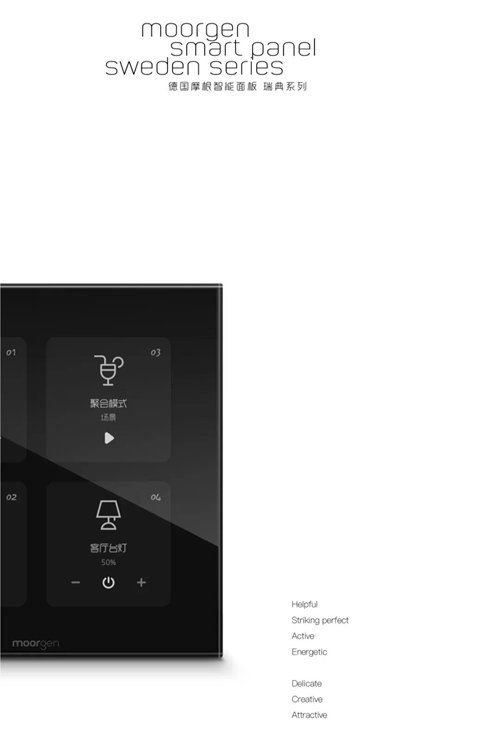 moorgen
smart panel
sweden series
德国摩根智能面板 瑞典系列
01
03
聚会模式
场景
02
04
客厅台灯
50%
moorgen
Helpful
Striking perfect
Active
Energetic
Delicate
Creative
Attractive